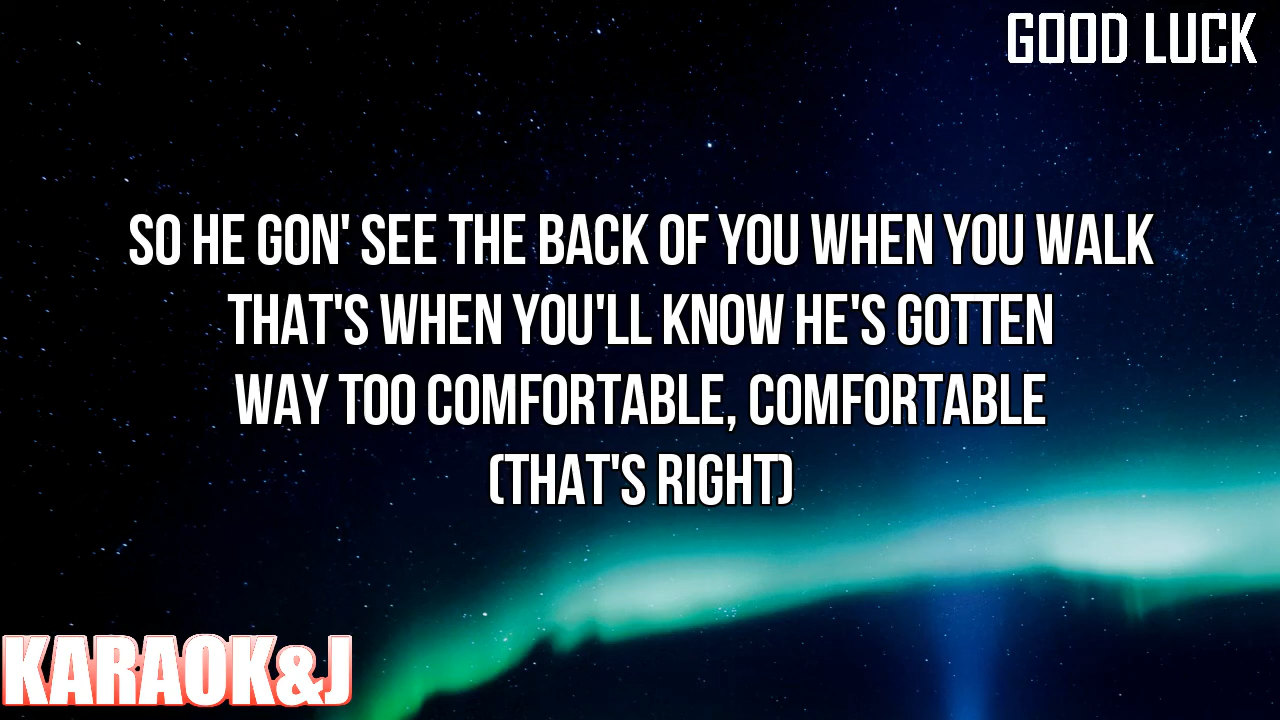 GOOD LUCK
SO HE GON' SEE THE BACK OF YOU WHEN YOU WALK
THAT'S WHEN YOU'LL KNOW HE'S GOTTEN
WAY TOO COMFORTABLE, COMFORTABLE
(THAT'S RIGHT)
KARAOK&J